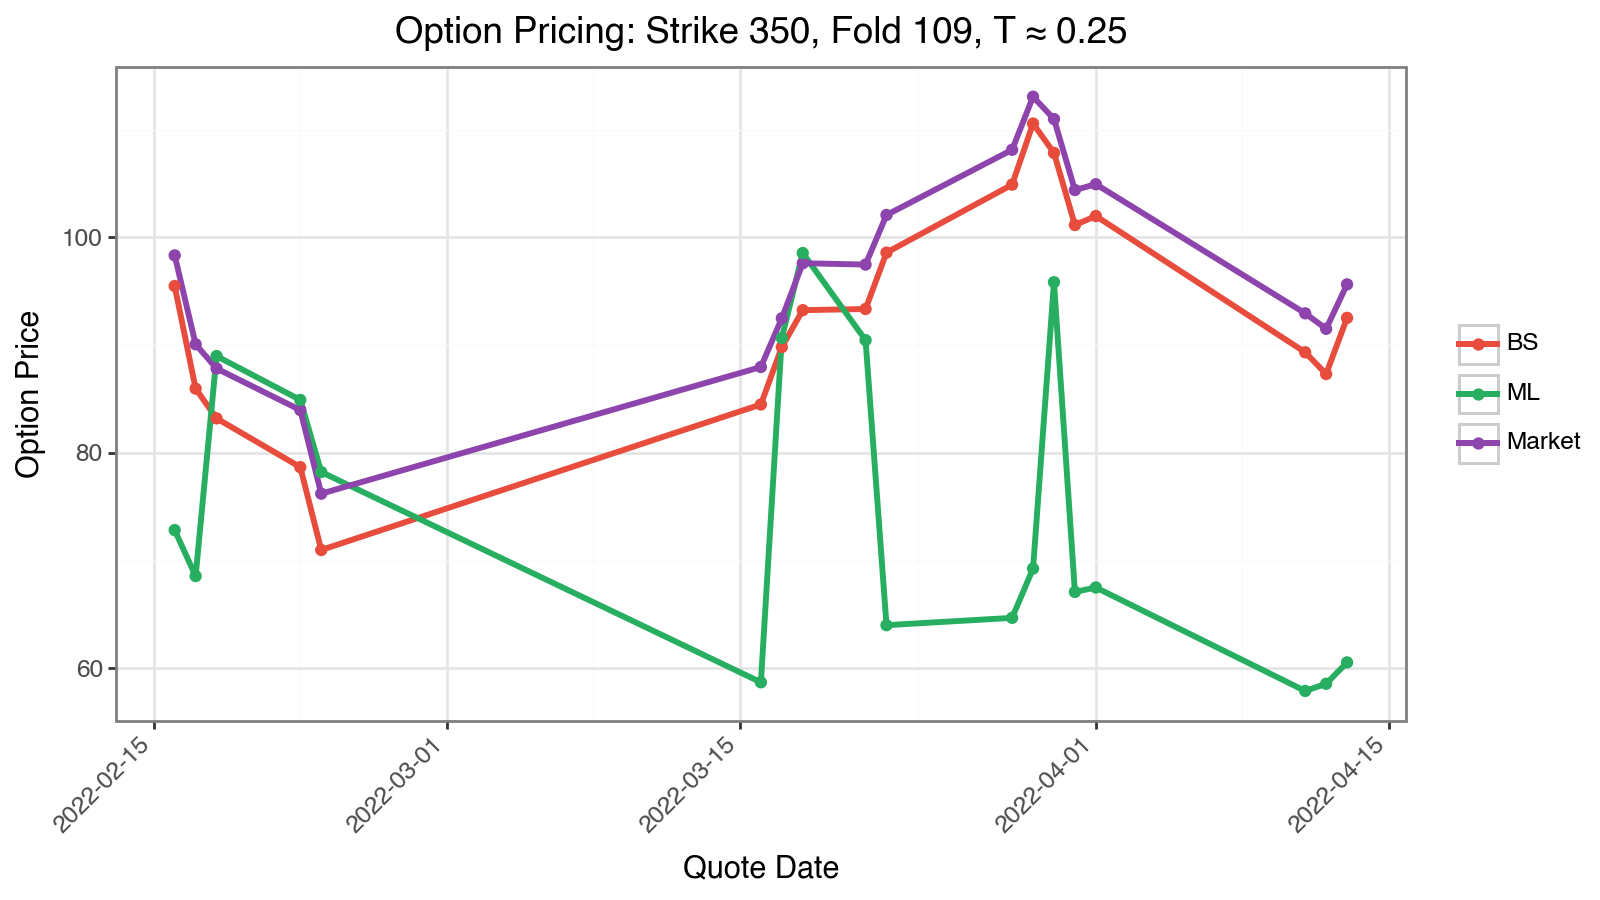 Option Pricing: Strike 350, Fold 109, T ≈ 0.25
Option Price
100
80
60
2022-02-15
2022-03-01
2022-03-15
2022-04-01
2022-04-15
Quote Date
BS
ML
Market